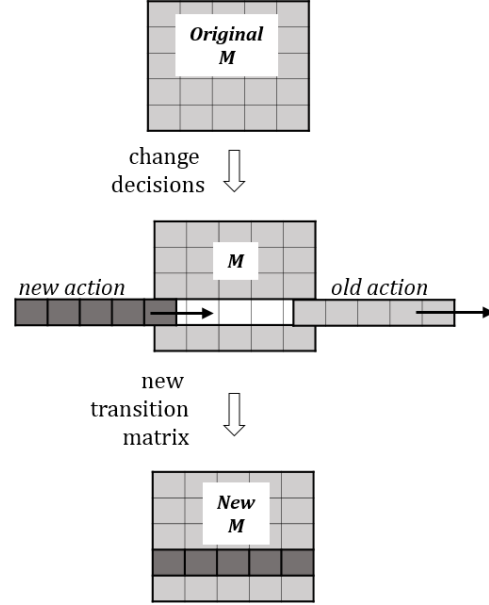 Original
M
change
decisions
M
new action
old action
new
transition
matrix
New
M